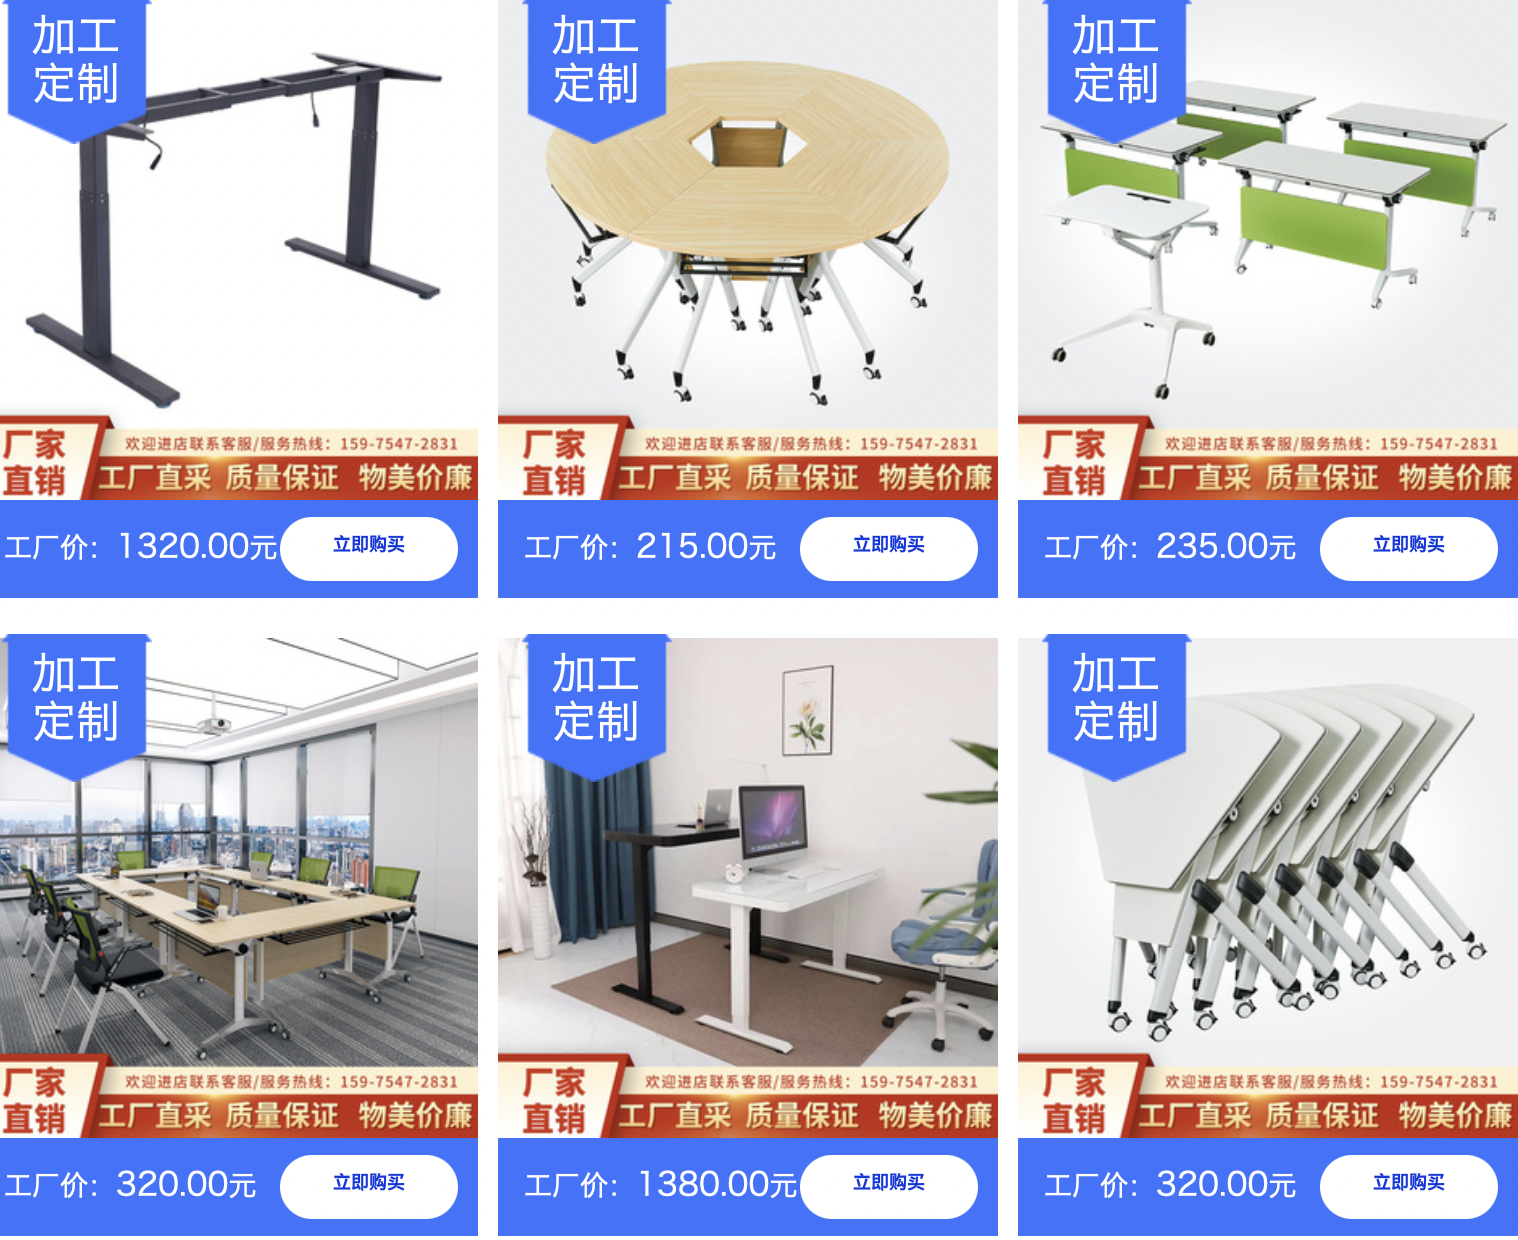 加工
定制
厂家
直销
欢迎进店联系客服/服务热线：159-7547-2831
工厂直采 质量保证 物美价廉
工厂价：1320.00元
立即购买
加工
定制
厂家
直销
欢迎进店联系客服/服务热线：159-7547-2831
工厂直采 质量保证 物美价廉
工厂价：215.00元
立即购买
加工
定制
厂家
直销
欢迎进店联系客服/服务热线：159-7547-2831
工厂直采 质量保证 物美价廉
工厂价：235.00元
立即购买
加工
定制
厂家
直销
欢迎进店联系客服/服务热线：159-7547-2831
工厂直采 质量保证 物美价廉
工厂价：320.00元
立即购买
加工
定制
厂家
直销
欢迎进店联系客服/服务热线：159-7547-2831
工厂直采 质量保证 物美价廉
工厂价：1380.00元
立即购买
加工
定制
厂家
直销
欢迎进店联系客服/服务热线：159-7547-2831
工厂直采 质量保证 物美价廉
工厂价：320.00元
立即购买